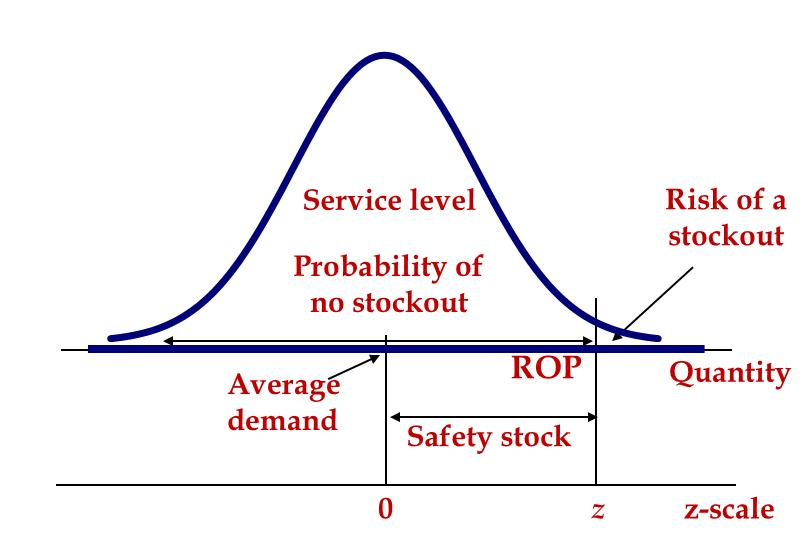 Service level
Risk of a
stockout
Probability of
no stockout
ROP
Quantity
Average
demand
Safety stock
0
z
z-scale